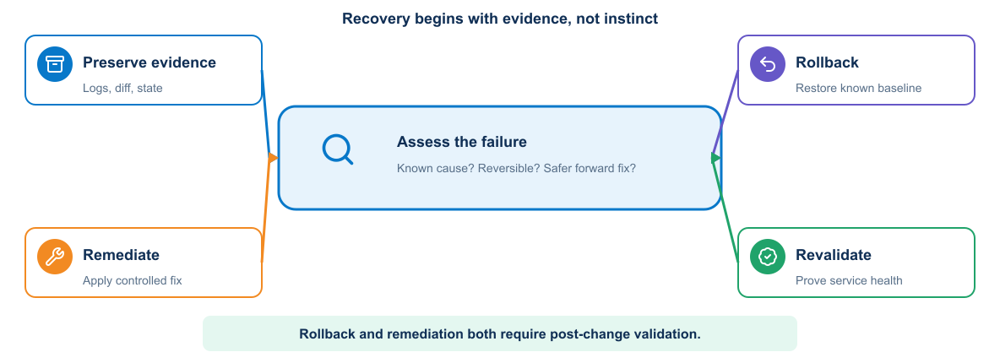 Recovery begins with evidence, not instinct
Preserve evidence
Logs, diff, state
Rollback
Restore known baseline
Assess the failure
Known cause? Reversible? Safer forward fix?
Remediate
Apply controlled fix
Revalidate
Prove service health
Rollback and remediation both require post-change validation.